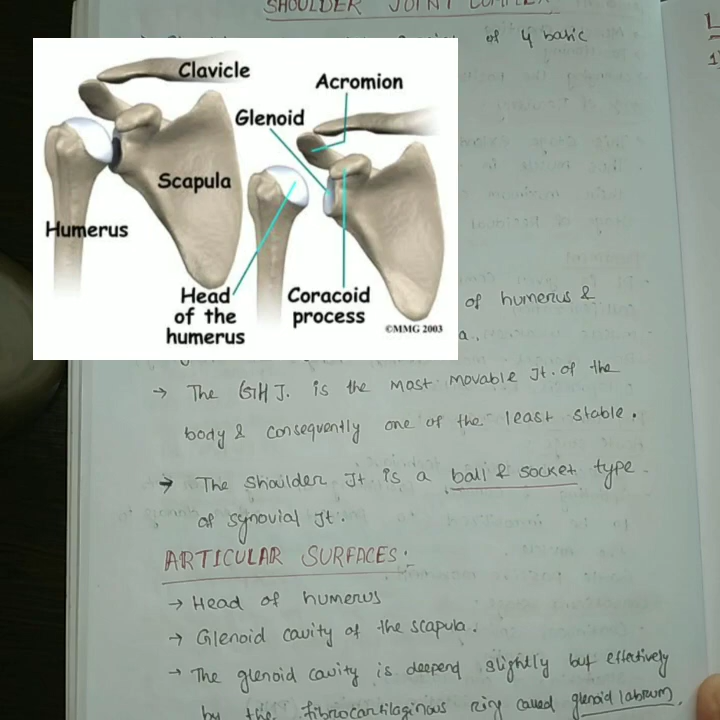 SHOULDER JOINT COMPLEX
of 4 basic
Clavicle
Acromion
Glenoid
Scapula
Humerus
Head of the humerus
Coracoid process
©MMG 2003
of humerus &
a.
→ The GH J. is the most movable Jt. of the
body & consequently one of the least stable.
→ The shoulder Jt is a ball & socket type
of synovial Jt.
ARTICULAR SURFACES:
→ Head of humerus
→ Glenoid cavity of the scapula.
→ The glenoid cavity is deepend slightly but effectively
by the fibrocartilaginous ring called glenoid labrum,